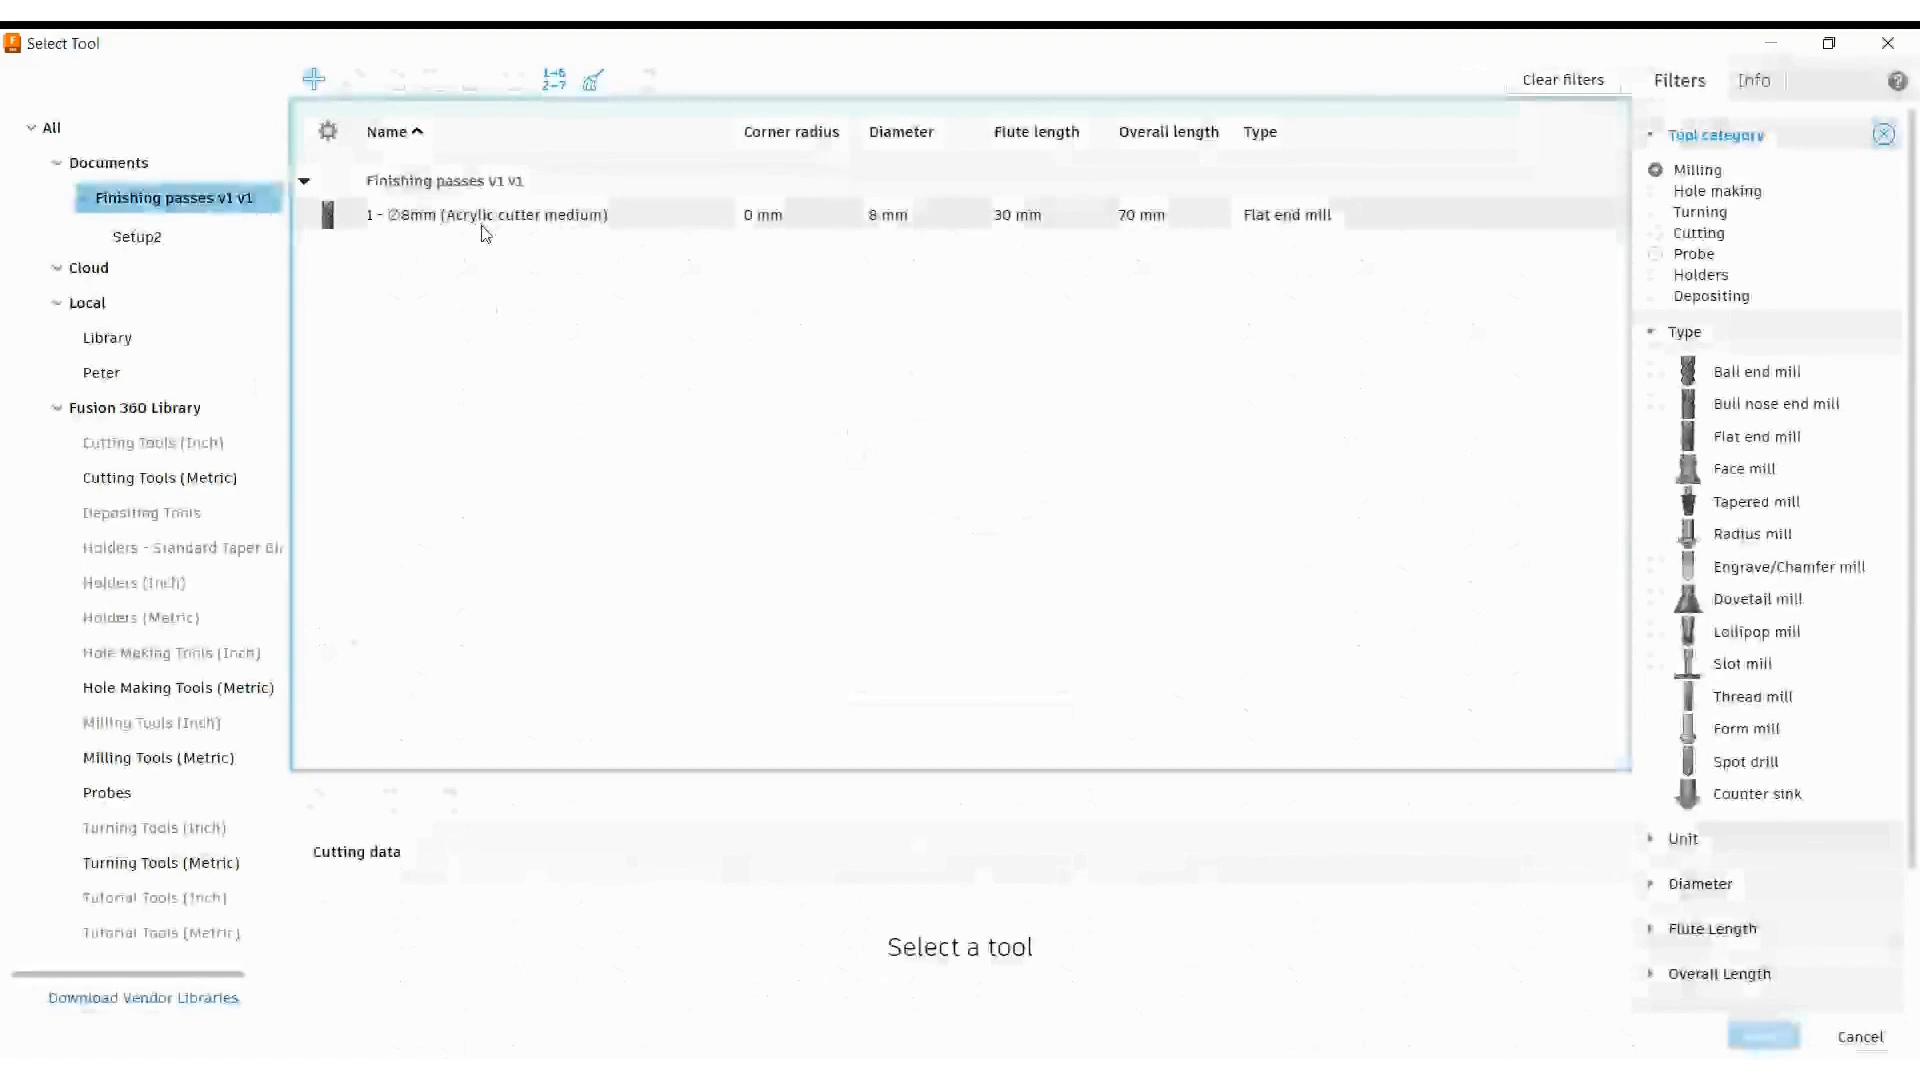 Select Tool
1→6
2→7
Clear filters
Filters
Info
All
Documents
Finishing passes v1 v1
Setup2
Cloud
Local
Library
Peter
Fusion 360 Library
Cutting Tools (Inch)
Cutting Tools (Metric)
Depositing Tools
Holders - Standard Taper
Holders (Inch)
Holders (Metric)
Hole Making Tools (Inch)
Hole Making Tools (Metric)
Milling Tools (Inch)
Milling Tools (Metric)
Probes
Turning Tools (Inch)
Turning Tools (Metric)
Tutorial Tools (Inch)
Tutorial Tools (Metric)
Download Vendor Libraries
Name Corner radius Diameter Flute length Overall length Type
Finishing passes v1 v1
1 - Ø8mm (Acrylic cutter medium) 0 mm 8 mm 30 mm 70 mm Flat end mill
Cutting data
Select a tool
Tool category
Milling
Hole making
Turning
Cutting
Probe
Holders
Depositing
Type
Ball end mill
Bull nose end mill
Flat end mill
Face mill
Tapered mill
Radius mill
Engrave/Chamfer mill
Dovetail mill
Lollipop mill
Slot mill
Thread mill
Form mill
Spot drill
Counter sink
Unit
Diameter
Flute Length
Overall Length
Cancel